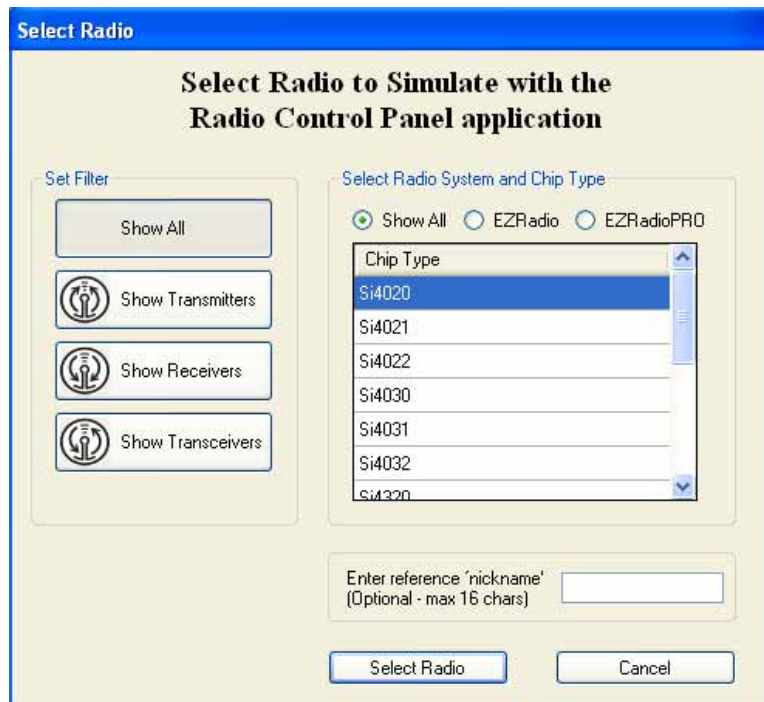 Select Radio
Select Radio to Simulate with the
Radio Control Panel application
Set Filter
Show All
Show Transmitters
Show Receivers
Show Transceivers
Select Radio System and Chip Type
Show All EZRadio EZRadioPRO
Chip Type
Si4020
Si4021
Si4022
Si4030
Si4031
Si4032
Si4320
Enter reference ´nickname'
(Optional - max 16 chars)
Select Radio Cancel